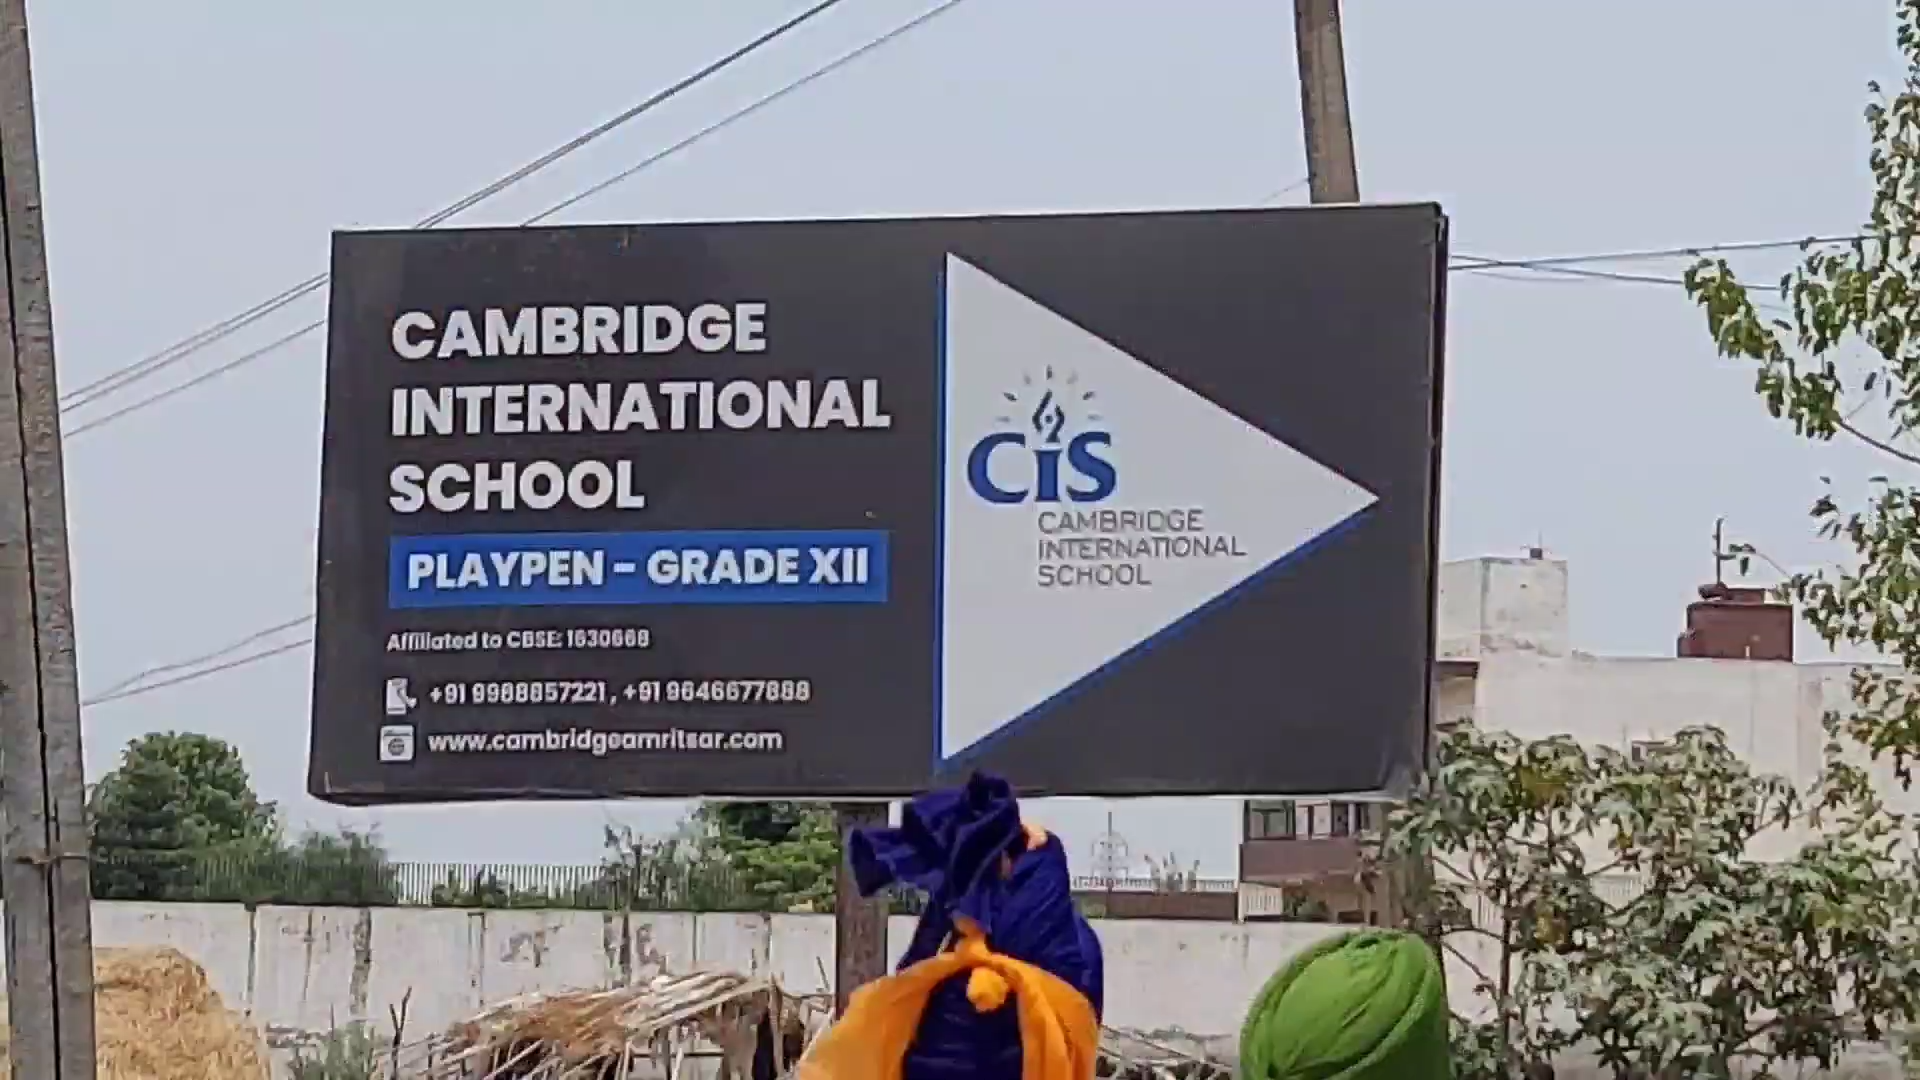 CAMBRIDGE
INTERNATIONAL
SCHOOL
PLAYPEN - GRADE XII
Affiliated to CBSE: 1630668
+91 9988857221, +91 9646677888
www.cambridgeamritsar.com
CiS
CAMBRIDGE
INTERNATIONAL
SCHOOL